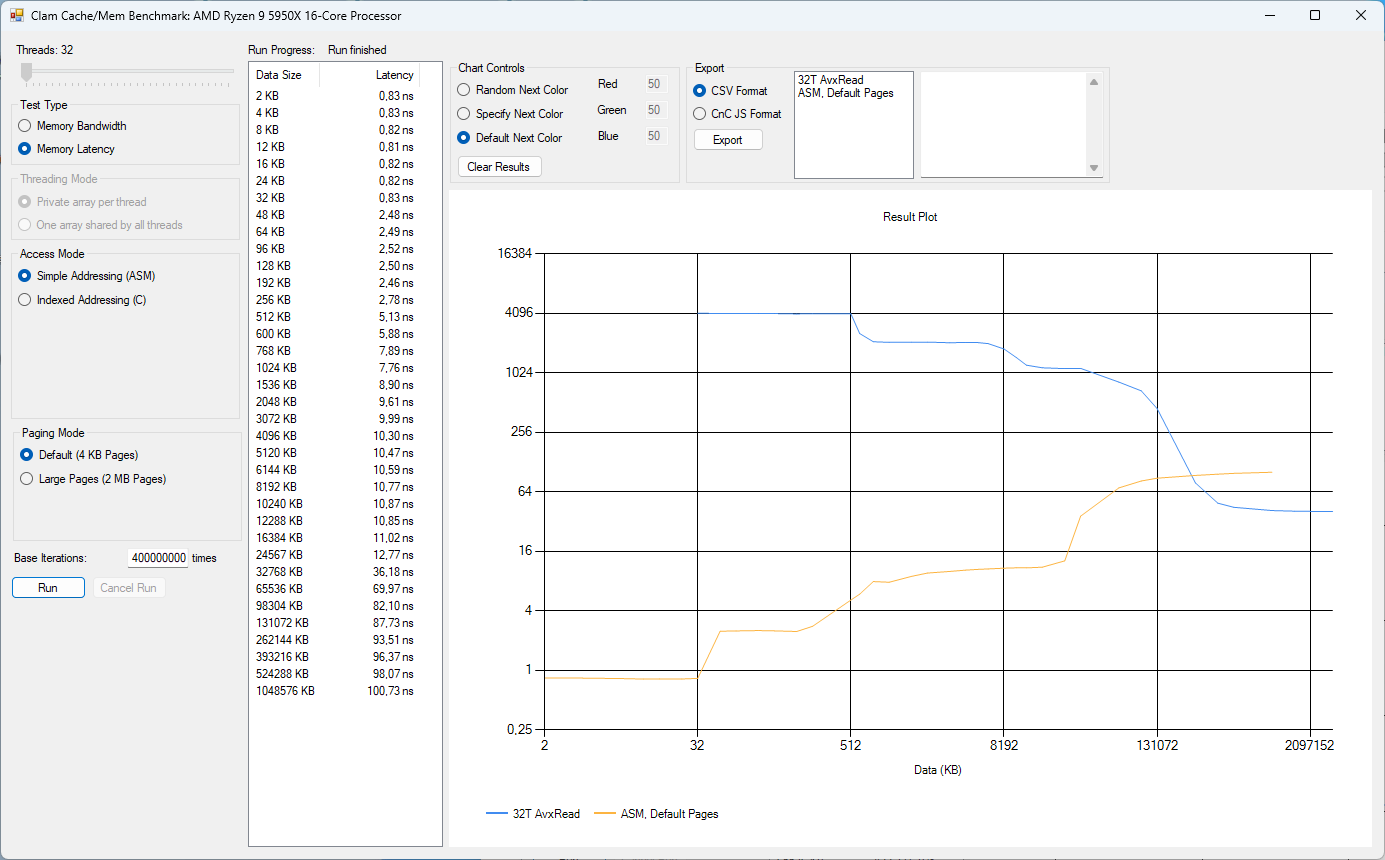 Clam Cache/Mem Benchmark: AMD Ryzen 9 5950X 16-Core Processor
Threads: 32
Test Type
Memory Bandwidth
Memory Latency
Threading Mode
Private array per thread
One array shared by all threads
Access Mode
Simple Addressing (ASM)
Indexed Addressing (C)
Paging Mode
Default (4 KB Pages)
Large Pages (2 MB Pages)
Base Iterations: 400000000 times
Run Cancel Run
Run Progress: Run finished
Data Size Latency
2 KB 0,83 ns
4 KB 0,83 ns
8 KB 0,82 ns
12 KB 0,81 ns
16 KB 0,82 ns
24 KB 0,82 ns
32 KB 0,83 ns
48 KB 2,48 ns
64 KB 2,49 ns
96 KB 2,52 ns
128 KB 2,50 ns
192 KB 2,46 ns
256 KB 2,78 ns
512 KB 5,13 ns
600 KB 5,88 ns
768 KB 7,89 ns
1024 KB 7,76 ns
1536 KB 8,90 ns
2048 KB 9,61 ns
3072 KB 9,99 ns
4096 KB 10,30 ns
5120 KB 10,47 ns
6144 KB 10,59 ns
8192 KB 10,77 ns
10240 KB 10,87 ns
12288 KB 10,85 ns
16384 KB 11,02 ns
24567 KB 12,77 ns
32768 KB 36,18 ns
65536 KB 69,97 ns
98304 KB 82,10 ns
131072 KB 87,73 ns
262144 KB 93,51 ns
393216 KB 96,37 ns
524288 KB 98,07 ns
1048576 KB 100,73 ns
Chart Controls
Random Next Color Red 50
Specify Next Color Green 50
Default Next Color Blue 50
Clear Results
Export
CSV Format
CnC JS Format
Export
32T AvxRead
ASM, Default Pages
Result Plot
16384
4096
1024
256
64
16
4
1
0,25
2 32 512 8192 131072 2097152
Data (KB)
32T AvxRead ASM, Default Pages